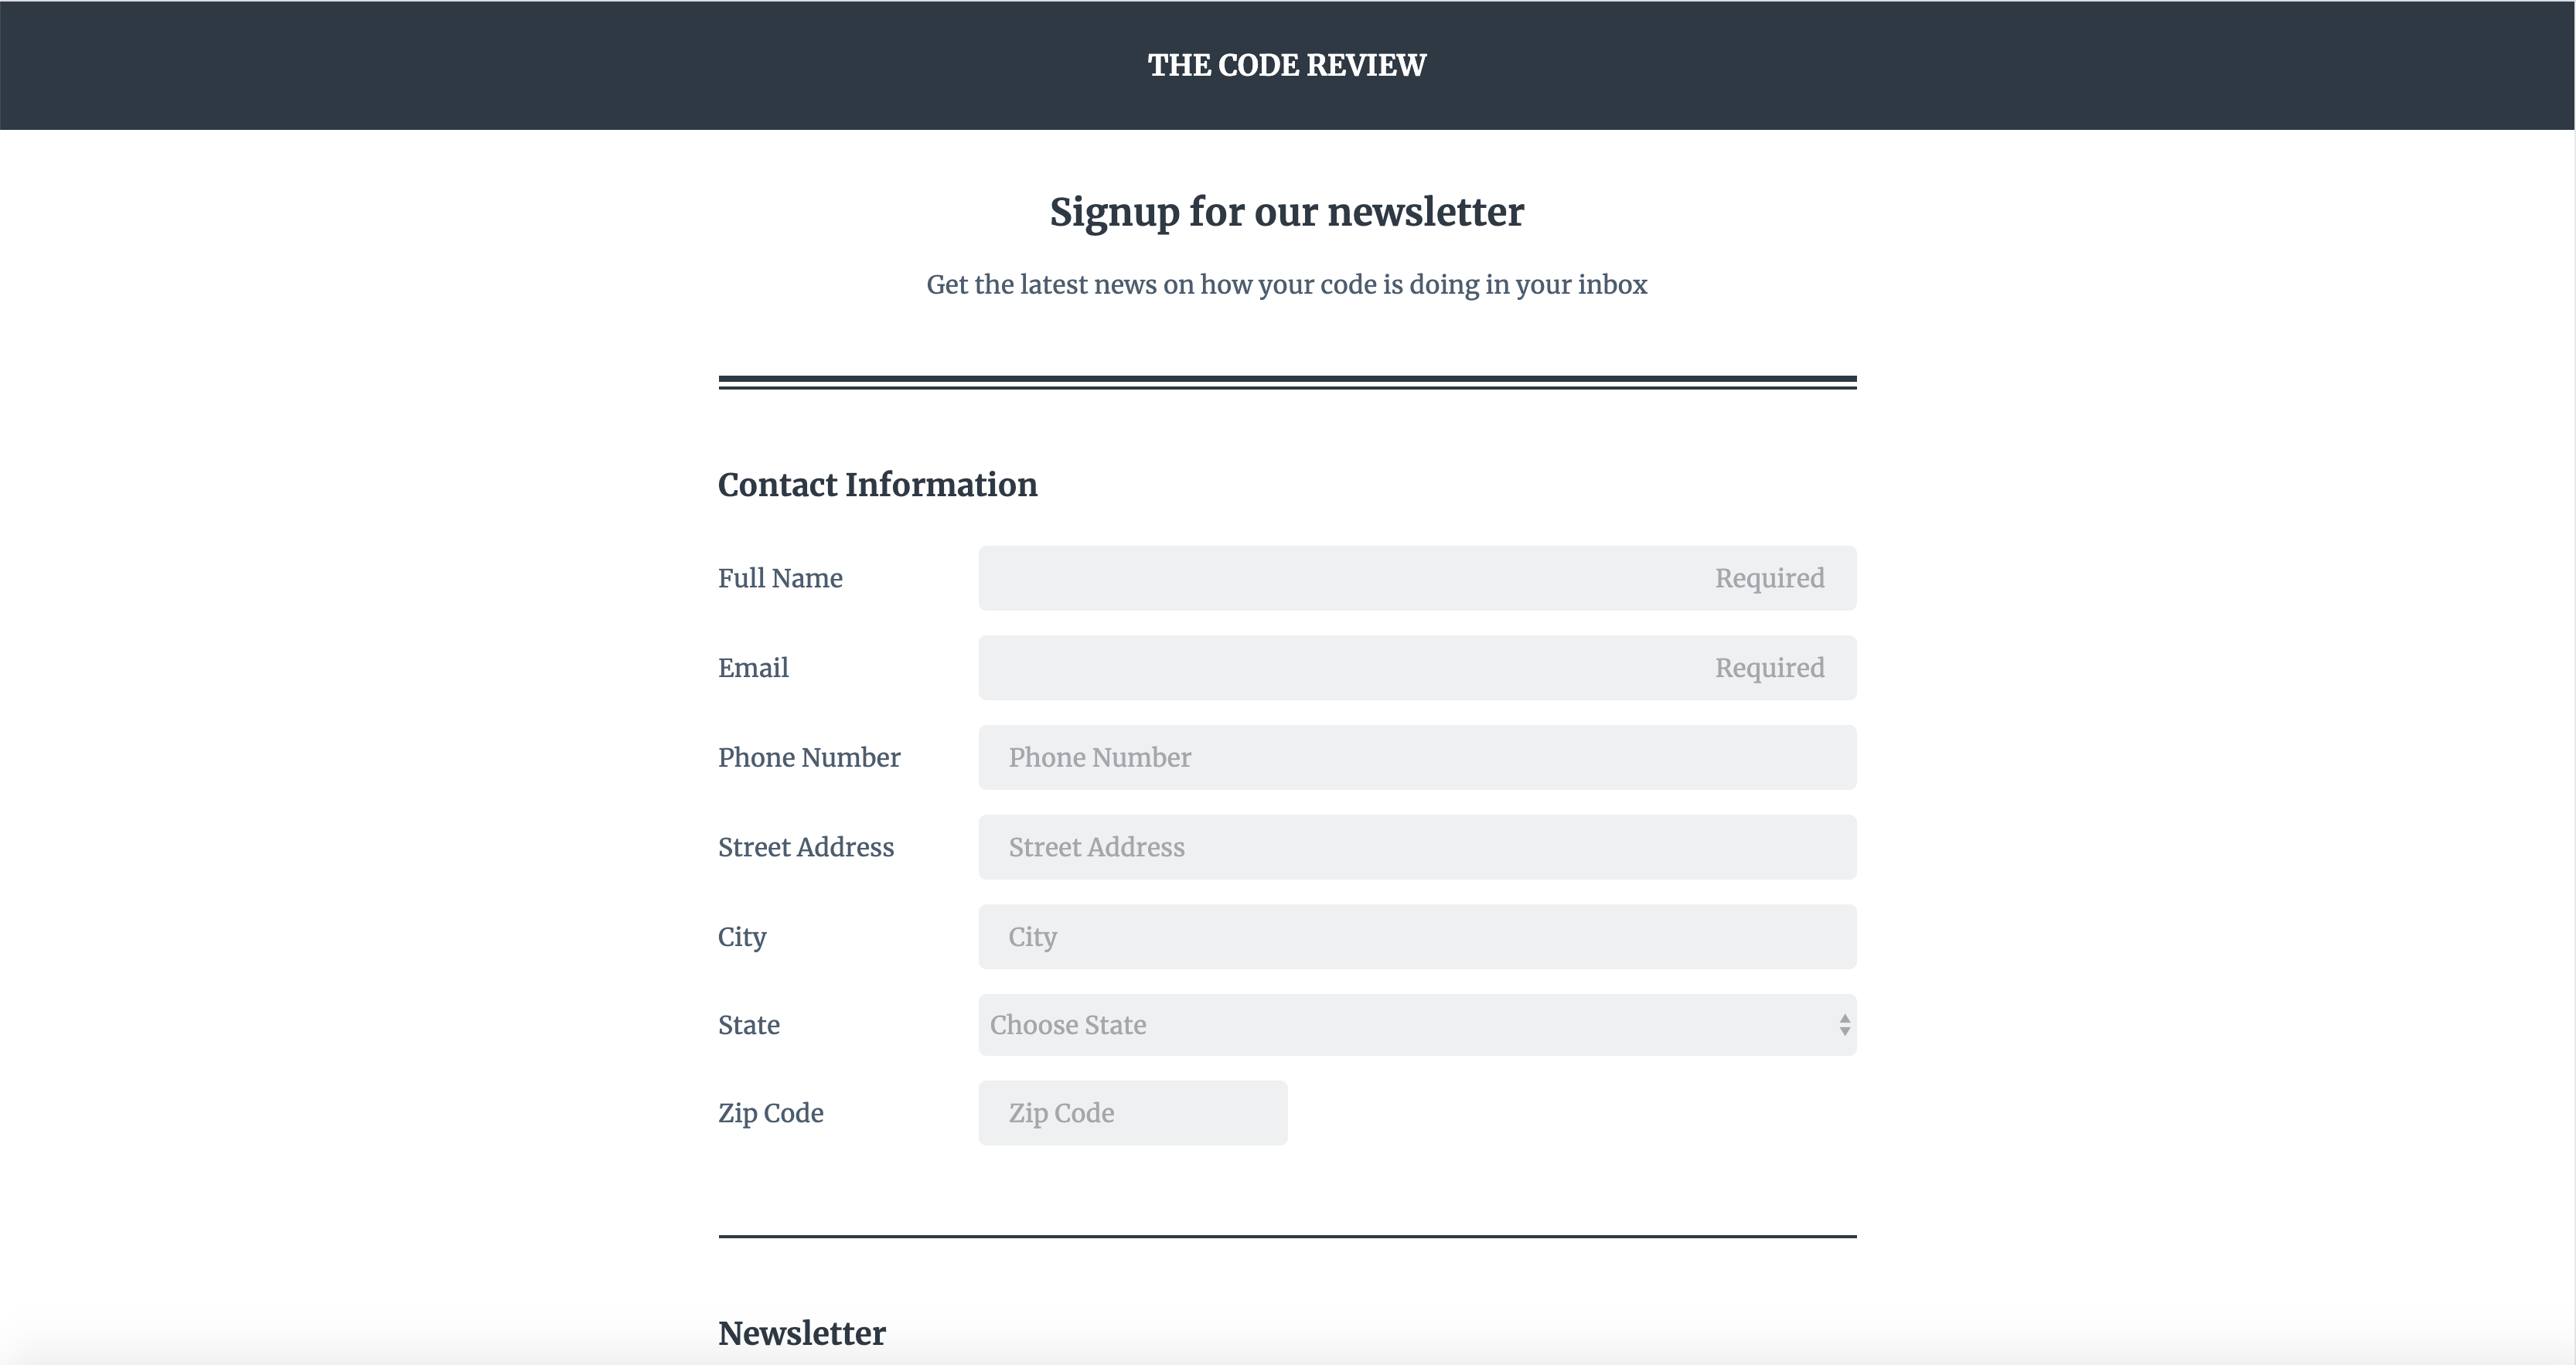 THE CODE REVIEW
Signup for our newsletter
Get the latest news on how your code is doing in your inbox
Contact Information
Full Name Required
Email Required
Phone Number Phone Number
Street Address Street Address
City City
State Choose State
Zip Code Zip Code
Newsletter